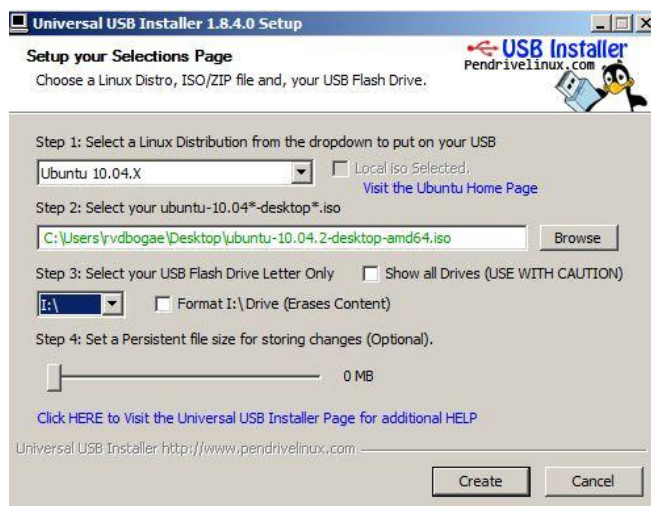 Universal USB Installer 1.8.4.0 Setup
Setup your Selections Page
Choose a Linux Distro, ISO/ZIP file and, your USB Flash Drive.
USB Installer
Pendrivelinux.com
Step 1: Select a Linux Distribution from the dropdown to put on your USB
Ubuntu 10.04.X
Local iso Selected.
Visit the Ubuntu Home Page
Step 2: Select your ubuntu-10.04*-desktop*.iso
C:\Users\rvdbogae\Desktop\ubuntu-10.04.2-desktop-amd64.iso
Browse
Step 3: Select your USB Flash Drive Letter Only
Show all Drives (USE WITH CAUTION)
I:\
Format I:\ Drive (Erases Content)
Step 4: Set a Persistent file size for storing changes (Optional).
0 MB
Click HERE to Visit the Universal USB Installer Page for additional HELP
Universal USB Installer http://www.pendrivelinux.com
Create
Cancel